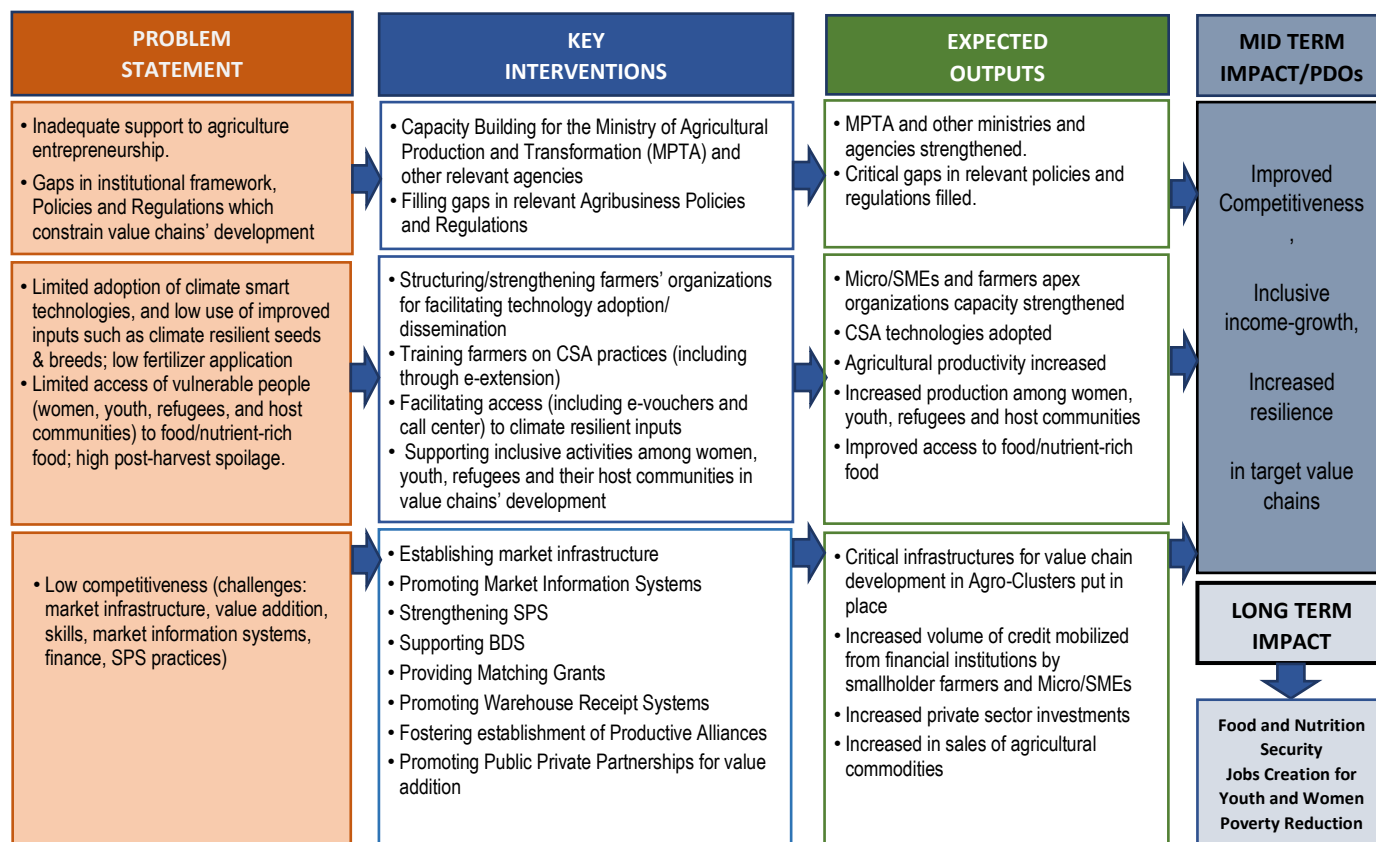 PROBLEM
STATEMENT
KEY
INTERVENTIONS
EXPECTED
OUTPUTS
MID TERM
IMPACT/PDOs
• Inadequate support to agriculture
entrepreneurship.
• Gaps in institutional framework,
Policies and Regulations which
constrain value chains' development
• Capacity Building for the Ministry of Agricultural
Production and Transformation (MPTA) and
other relevant agencies
• Filling gaps in relevant Agribusiness Policies
and Regulations
• MPTA and other ministries and
agencies strengthened.
• Critical gaps in relevant policies and
regulations filled.
• Limited adoption of climate smart
technologies, and low use of improved
inputs such as climate resilient seeds
& breeds; low fertilizer application
• Limited access of vulnerable people
(women, youth, refugees, and host
communities) to food/nutrient-rich
food; high post-harvest spoilage.
• Structuring/strengthening farmers' organizations
for facilitating technology adoption/
dissemination
• Training farmers on CSA practices (including
through e-extension)
• Facilitating access (including e-vouchers and
call center) to climate resilient inputs
• Supporting inclusive activities among women,
youth, refugees and their host communities in
value chains' development
• Micro/SMEs and farmers apex
organizations capacity strengthened
• CSA technologies adopted
• Agricultural productivity increased
• Increased production among women,
youth, refugees and host communities
• Improved access to food/nutrient-rich
food
• Low competitiveness (challenges:
market infrastructure, value addition,
skills, market information systems,
finance, SPS practices)
• Establishing market infrastructure
• Promoting Market Information Systems
• Strengthening SPS
• Supporting BDS
• Providing Matching Grants
• Promoting Warehouse Receipt Systems
• Fostering establishment of Productive Alliances
• Promoting Public Private Partnerships for value
addition
• Critical infrastructures for value chain
development in Agro-Clusters put in
place
• Increased volume of credit mobilized
from financial institutions by
smallholder farmers and Micro/SMEs
• Increased private sector investments
• Increased in sales of agricultural
commodities
Improved
Competitiveness
,
Inclusive
income-growth,
Increased
resilience
in target value
chains
LONG TERM
IMPACT
Food and Nutrition
Security
Jobs Creation for
Youth and Women
Poverty Reduction